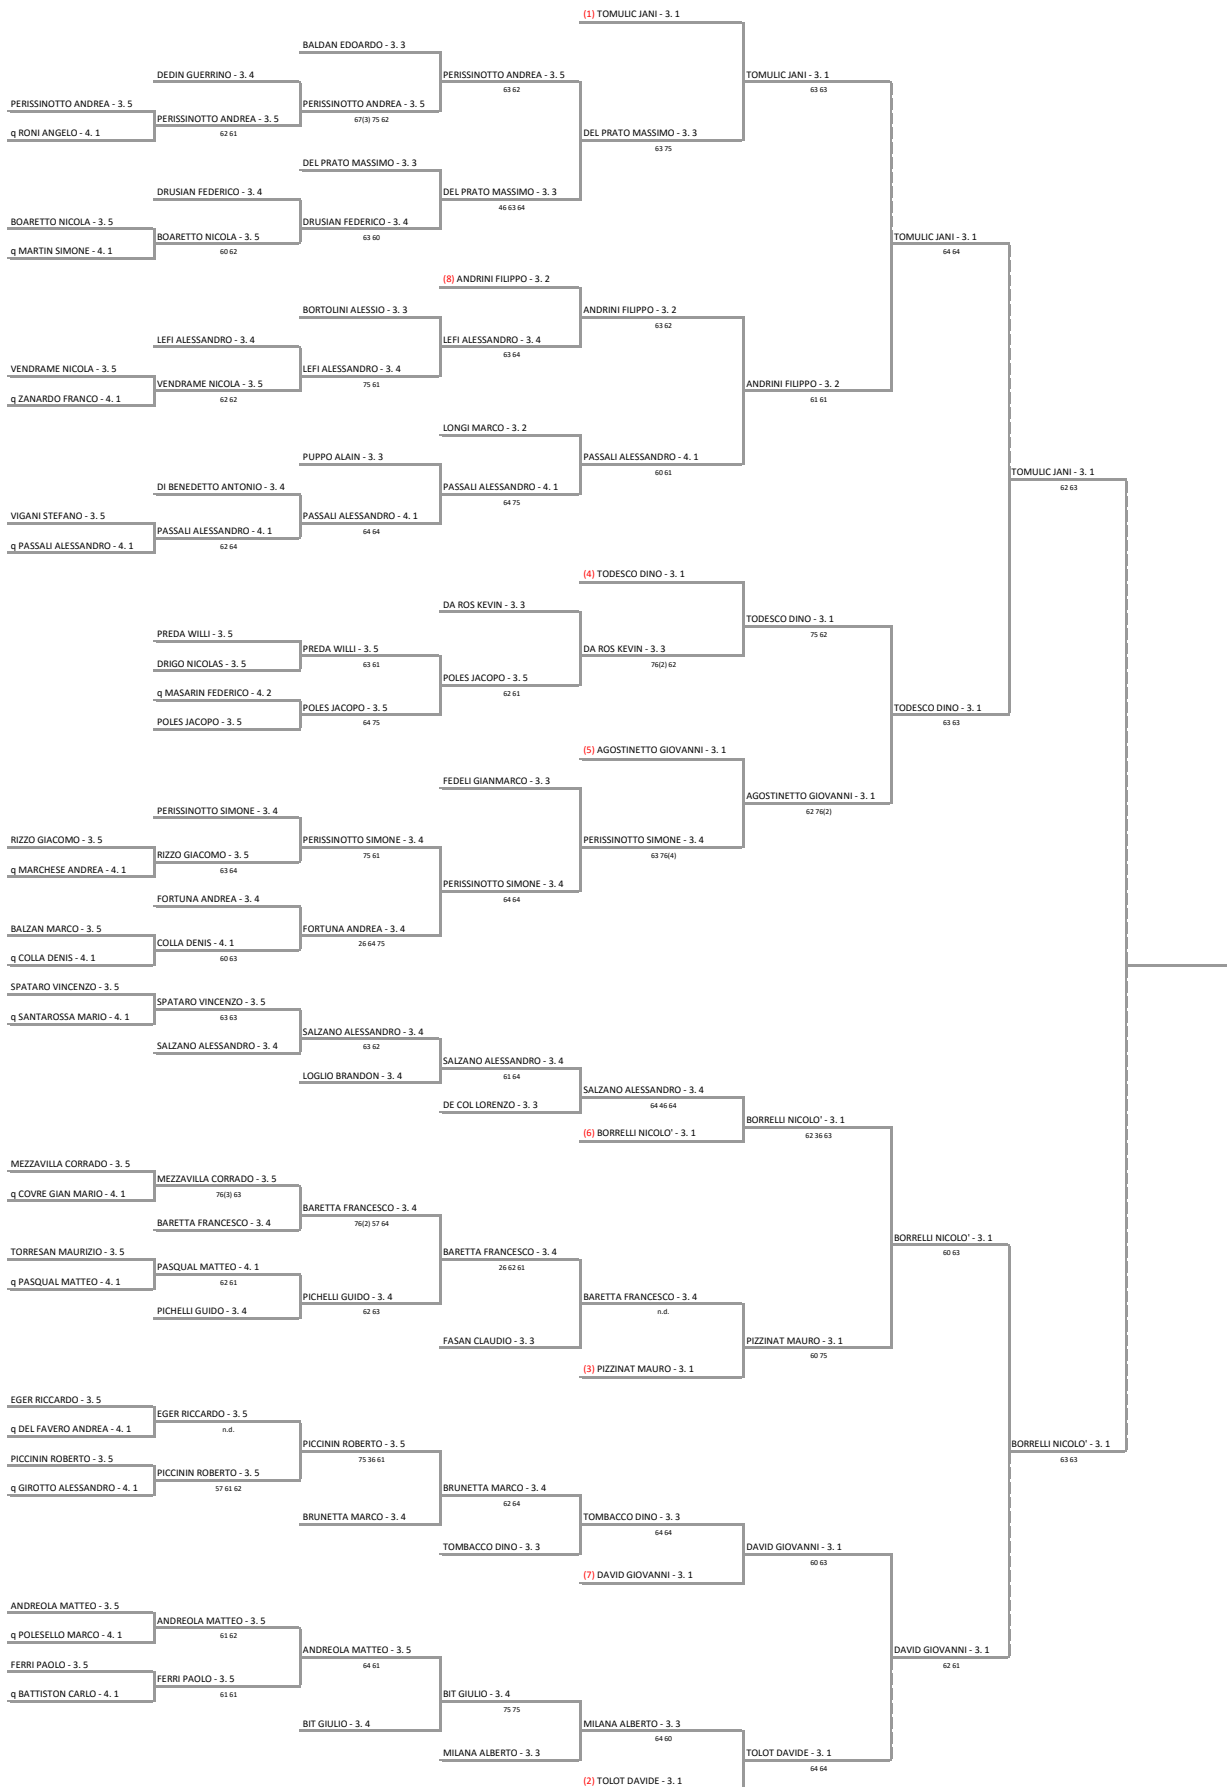 (1) TOMULIC JANI - 3. 1
BALDAN EDOARDO - 3. 3
DEDIN GUERRINO - 3. 4
PERISSINOTTO ANDREA - 3. 5
63 62
TOMULIC JANI - 3. 1
63 63
PERISSINOTTO ANDREA - 3. 5
PERISSINOTTO ANDREA - 3. 5
67(3) 75 62
PERISSINOTTO ANDREA - 3. 5
62 61
q RONI ANGELO - 4. 1
DEL PRATO MASSIMO - 3. 3
63 75
DEL PRATO MASSIMO - 3. 3
DRUSIAN FEDERICO - 3. 4
DEL PRATO MASSIMO - 3. 3
46 63 64
BOARETTO NICOLA - 3. 5
DRUSIAN FEDERICO - 3. 4
63 60
BOARETTO NICOLA - 3. 5
60 62
TOMULIC JANI - 3. 1
64 64
q MARTIN SIMONE - 4. 1
(8) ANDRINI FILIPPO - 3. 2
BORTOLINI ALESSIO - 3. 3
ANDRINI FILIPPO - 3. 2
63 62
LEFI ALESSANDRO - 3. 4
LEFI ALESSANDRO - 3. 4
63 64
VENDRAME NICOLA - 3. 5
LEFI ALESSANDRO - 3. 4
75 61
VENDRAME NICOLA - 3. 5
62 62
ANDRINI FILIPPO - 3. 2
61 61
q ZANARDO FRANCO - 4. 1
LONGI MARCO - 3. 2
PUPPO ALAIN - 3. 3
PASSALI ALESSANDRO - 4. 1
60 61
TOMULIC JANI - 3. 1
62 63
DI BENEDETTO ANTONIO - 3. 4
PASSALI ALESSANDRO - 4. 1
64 75
VIGANI STEFANO - 3. 5
PASSALI ALESSANDRO - 4. 1
64 64
PASSALI ALESSANDRO - 4. 1
62 64
q PASSALI ALESSANDRO - 4. 1
(4) TODESCO DINO - 3. 1
DA ROS KEVIN - 3. 3
TODESCO DINO - 3. 1
75 62
PREDA WILLI - 3. 5
PREDA WILLI - 3. 5
63 61
DA ROS KEVIN - 3. 3
76(2) 62
DRIGO NICOLAS - 3. 5
POLES JACOPO - 3. 5
62 61
q MASARIN FEDERICO - 4. 2
POLES JACOPO - 3. 5
64 75
TODESCO DINO - 3. 1
63 63
POLES JACOPO - 3. 5
(5) AGOSTINETTO GIOVANNI - 3. 1
FEDELI GIANMARCO - 3. 3
AGOSTINETTO GIOVANNI - 3. 1
62 76(2)
PERISSINOTTO SIMONE - 3. 4
RIZZO GIACOMO - 3. 5
PERISSINOTTO SIMONE - 3. 4
75 61
PERISSINOTTO SIMONE - 3. 4
63 76(4)
RIZZO GIACOMO - 3. 5
63 64
q MARCHESE ANDREA - 4. 1
PERISSINOTTO SIMONE - 3. 4
64 64
FORTUNA ANDREA - 3. 4
BALZAN MARCO - 3. 5
FORTUNA ANDREA - 3. 4
26 64 75
COLLA DENIS - 4. 1
60 63
q COLLA DENIS - 4. 1
SPATARO VINCENZO - 3. 5
SPATARO VINCENZO - 3. 5
63 63
q SANTAROSSA MARIO - 4. 1
SALZANO ALESSANDRO - 3. 4
63 62
SALZANO ALESSANDRO - 3. 4
SALZANO ALESSANDRO - 3. 4
61 64
LOGLIO BRANDON - 3. 4
SALZANO ALESSANDRO - 3. 4
64 46 64
DE COL LORENZO - 3. 3
BORRELLI NICOLO' - 3. 1
62 36 63
(6) BORRELLI NICOLO' - 3. 1
MEZZAVILLA CORRADO - 3. 5
MEZZAVILLA CORRADO - 3. 5
76(3) 63
q COVRE GIAN MARIO - 4. 1
BARETTA FRANCESCO - 3. 4
76(2) 57 64
BARETTA FRANCESCO - 3. 4
BORRELLI NICOLO' - 3. 1
60 63
TORRESAN MAURIZIO - 3. 5
BARETTA FRANCESCO - 3. 4
26 62 61
PASQUAL MATTEO - 4. 1
62 61
q PASQUAL MATTEO - 4. 1
PICHELLI GUIDO - 3. 4
62 63
BARETTA FRANCESCO - 3. 4
n.d.
PICHELLI GUIDO - 3. 4
FASAN CLAUDIO - 3. 3
PIZZINAT MAURO - 3. 1
60 75
(3) PIZZINAT MAURO - 3. 1
EGER RICCARDO - 3. 5
EGER RICCARDO - 3. 5
n.d.
q DEL FAVERO ANDREA - 4. 1
PICCININ ROBERTO - 3. 5
75 36 61
BORRELLI NICOLO' - 3. 1
63 63
PICCININ ROBERTO - 3. 5
PICCININ ROBERTO - 3. 5
57 61 62
q GIROTTO ALESSANDRO - 4. 1
BRUNETTA MARCO - 3. 4
62 64
BRUNETTA MARCO - 3. 4
TOMBACCO DINO - 3. 3
64 64
TOMBACCO DINO - 3. 3
DAVID GIOVANNI - 3. 1
60 63
(7) DAVID GIOVANNI - 3. 1
ANDREOLA MATTEO - 3. 5
ANDREOLA MATTEO - 3. 5
61 62
q POLESELLO MARCO - 4. 1
ANDREOLA MATTEO - 3. 5
64 61
DAVID GIOVANNI - 3. 1
62 61
FERRI PAOLO - 3. 5
FERRI PAOLO - 3. 5
61 61
q BATTISTON CARLO - 4. 1
BIT GIULIO - 3. 4
75 75
BIT GIULIO - 3. 4
MILANA ALBERTO - 3. 3
64 60
MILANA ALBERTO - 3. 3
TOLOT DAVIDE - 3. 1
64 64
(2) TOLOT DAVIDE - 3. 1